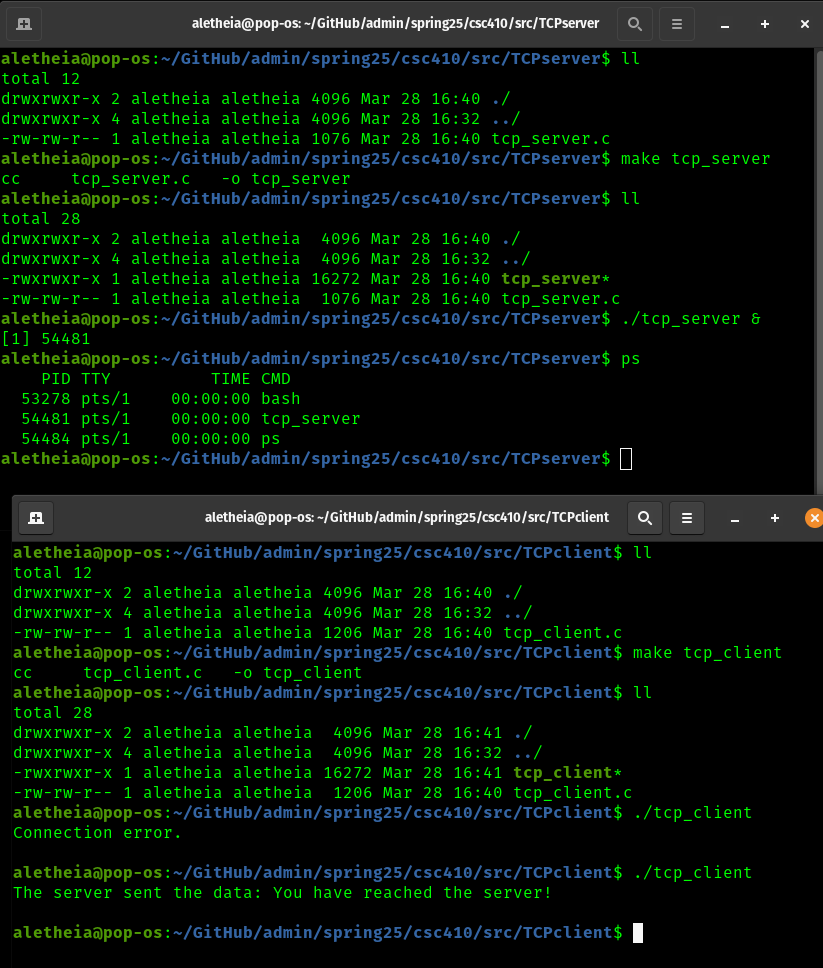 aletheia@pop-os: ~/GitHub/admin/spring25/csc410/src/TCPserver
aletheia@pop-os:~/GitHub/admin/spring25/csc410/src/TCPserver$ ll
total 12
drwxrwxr-x 2 aletheia aletheia 4096 Mar 28 16:40 ./
drwxrwxr-x 4 aletheia aletheia 4096 Mar 28 16:32 ../
-rw-rw-r-- 1 aletheia aletheia 1076 Mar 28 16:40 tcp_server.c
aletheia@pop-os:~/GitHub/admin/spring25/csc410/src/TCPserver$ make tcp_server
cc     tcp_server.c   -o tcp_server
aletheia@pop-os:~/GitHub/admin/spring25/csc410/src/TCPserver$ ll
total 28
drwxrwxr-x 2 aletheia aletheia  4096 Mar 28 16:40 ./
drwxrwxr-x 4 aletheia aletheia  4096 Mar 28 16:32 ../
-rwxrwxr-x 1 aletheia aletheia 16272 Mar 28 16:40 tcp_server*
-rw-rw-r-- 1 aletheia aletheia  1076 Mar 28 16:40 tcp_server.c
aletheia@pop-os:~/GitHub/admin/spring25/csc410/src/TCPserver$ ./tcp_server &
[1] 54481
aletheia@pop-os:~/GitHub/admin/spring25/csc410/src/TCPserver$ ps
    PID TTY          TIME CMD
  53278 pts/1    00:00:00 bash
  54481 pts/1    00:00:00 tcp_server
  54484 pts/1    00:00:00 ps
aletheia@pop-os:~/GitHub/admin/spring25/csc410/src/TCPserver$
aletheia@pop-os: ~/GitHub/admin/spring25/csc410/src/TCPclient
aletheia@pop-os:~/GitHub/admin/spring25/csc410/src/TCPclient$ ll
total 12
drwxrwxr-x 2 aletheia aletheia 4096 Mar 28 16:40 ./
drwxrwxr-x 4 aletheia aletheia 4096 Mar 28 16:32 ../
-rw-rw-r-- 1 aletheia aletheia 1206 Mar 28 16:40 tcp_client.c
aletheia@pop-os:~/GitHub/admin/spring25/csc410/src/TCPclient$ make tcp_client
cc     tcp_client.c   -o tcp_client
aletheia@pop-os:~/GitHub/admin/spring25/csc410/src/TCPclient$ ll
total 28
drwxrwxr-x 2 aletheia aletheia  4096 Mar 28 16:41 ./
drwxrwxr-x 4 aletheia aletheia  4096 Mar 28 16:32 ../
-rwxrwxr-x 1 aletheia aletheia 16272 Mar 28 16:41 tcp_client*
-rw-rw-r-- 1 aletheia aletheia  1206 Mar 28 16:40 tcp_client.c
aletheia@pop-os:~/GitHub/admin/spring25/csc410/src/TCPclient$ ./tcp_client
Connection error.
aletheia@pop-os:~/GitHub/admin/spring25/csc410/src/TCPclient$ ./tcp_client
The server sent the data: You have reached the server!
aletheia@pop-os:~/GitHub/admin/spring25/csc410/src/TCPclient$